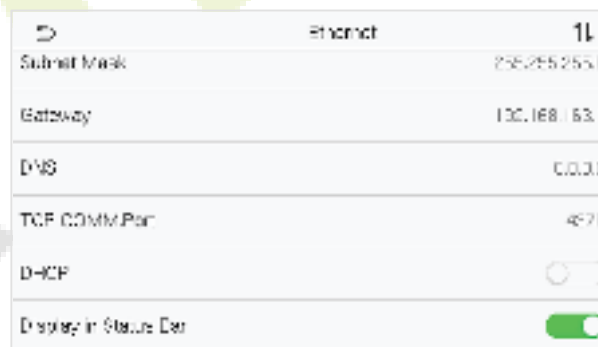 Ethernet
Subnet Mask 255.255.255.
Gateway
DNS 0.0.0.
TCP COMM.Port
DHCP
Display in Status Bar